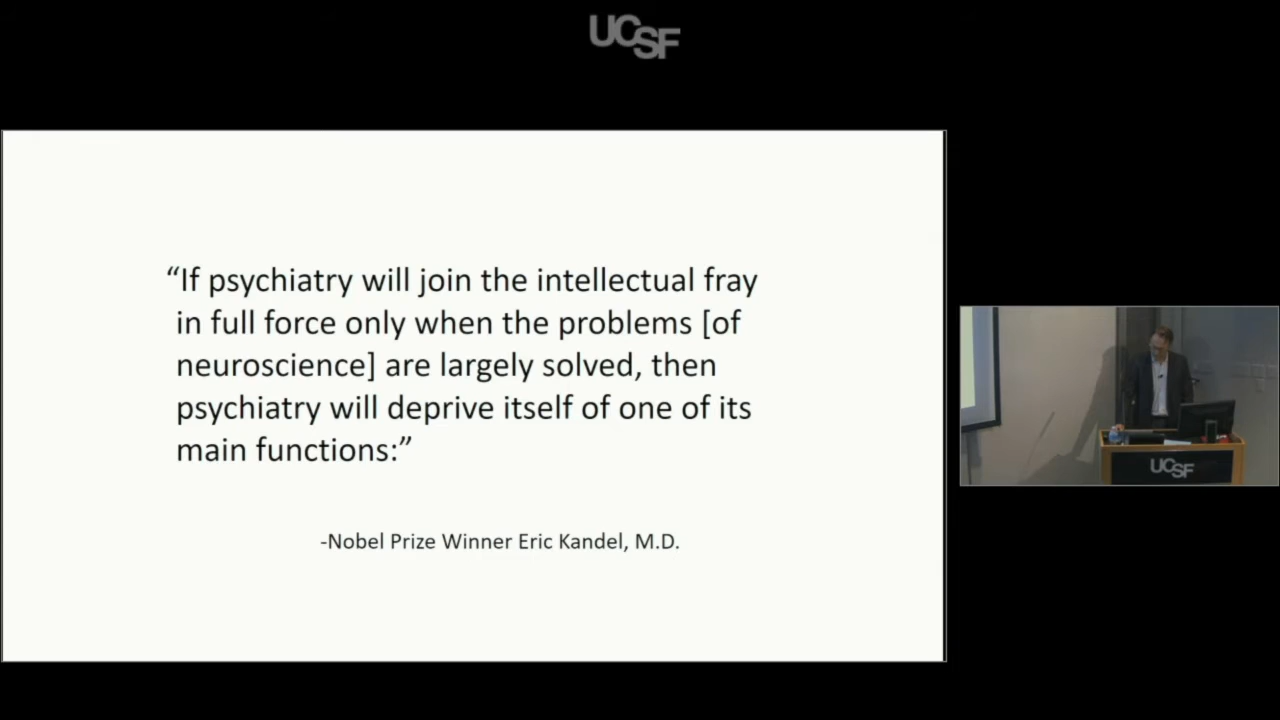 UCSF
“If psychiatry will join the intellectual fray
in full force only when the problems [of
neuroscience] are largely solved, then
psychiatry will deprive itself of one of its
main functions:”
-Nobel Prize Winner Eric Kandel, M.D.
UCSF